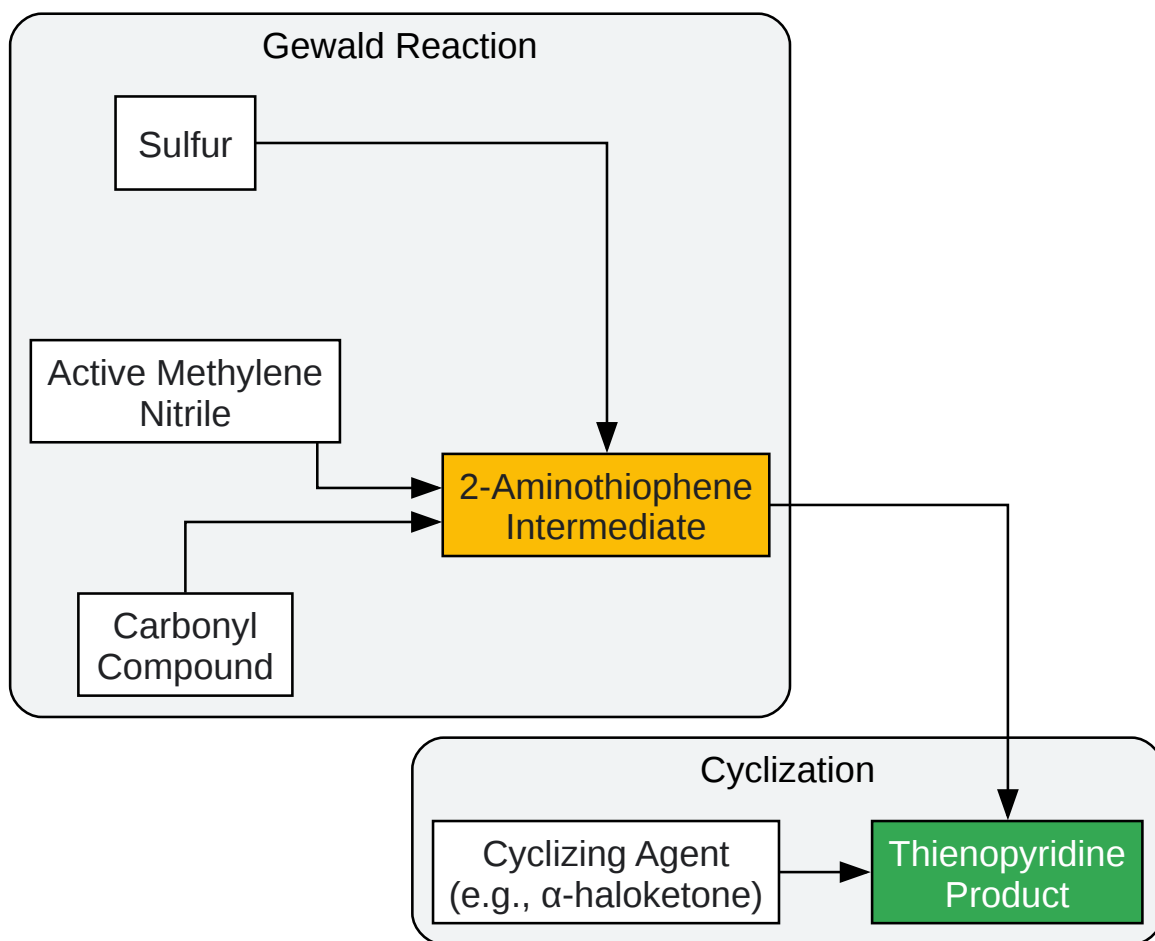 Gewald Reaction
Sulfur
Active Methylene
Nitrile
2-Aminothiophene
Intermediate
Carbonyl
Compound
Cyclization
Cyclizing Agent
(e.g., α-haloketone)
Thienopyridine
Product